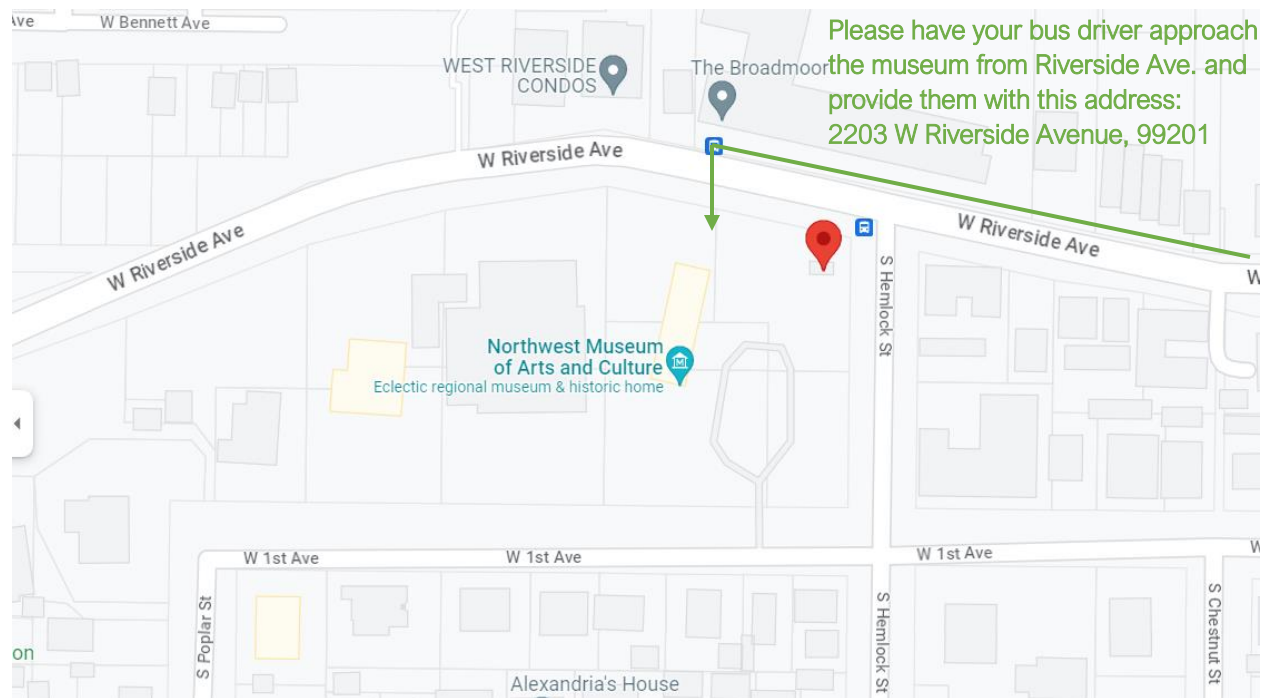 Ave
W Bennett Ave
Please have your bus driver approach
the museum from Riverside Ave. and
provide them with this address:
2203 W Riverside Avenue, 99201
WEST RIVERSIDE
CONDOS
The Broadmoor
W Riverside Ave
W Riverside Ave
W Riverside Ave
W
S Hemlock St
Northwest Museum
of Arts and Culture
Eclectic regional museum & historic home
W 1st Ave
W 1st Ave
W 1st Ave
W
S Poplar St
S Hemlock St
S Chestnut St
on
Alexandria's House